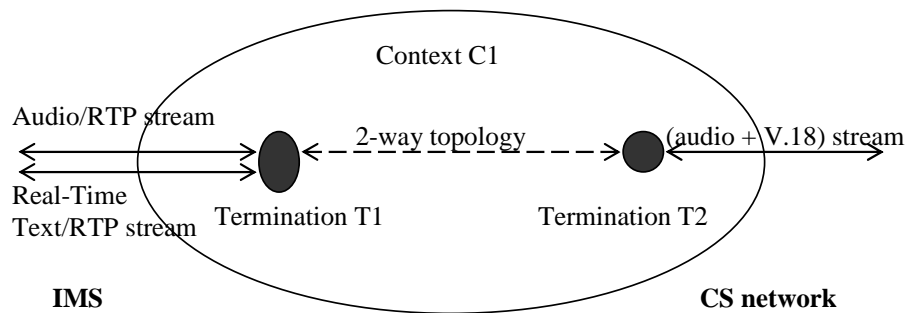 Context C1
Audio/RTP stream
2-way topology
(audio + V.18) stream
Real-Time
Text/RTP stream
Termination T1
Termination T2
IMS
CS network